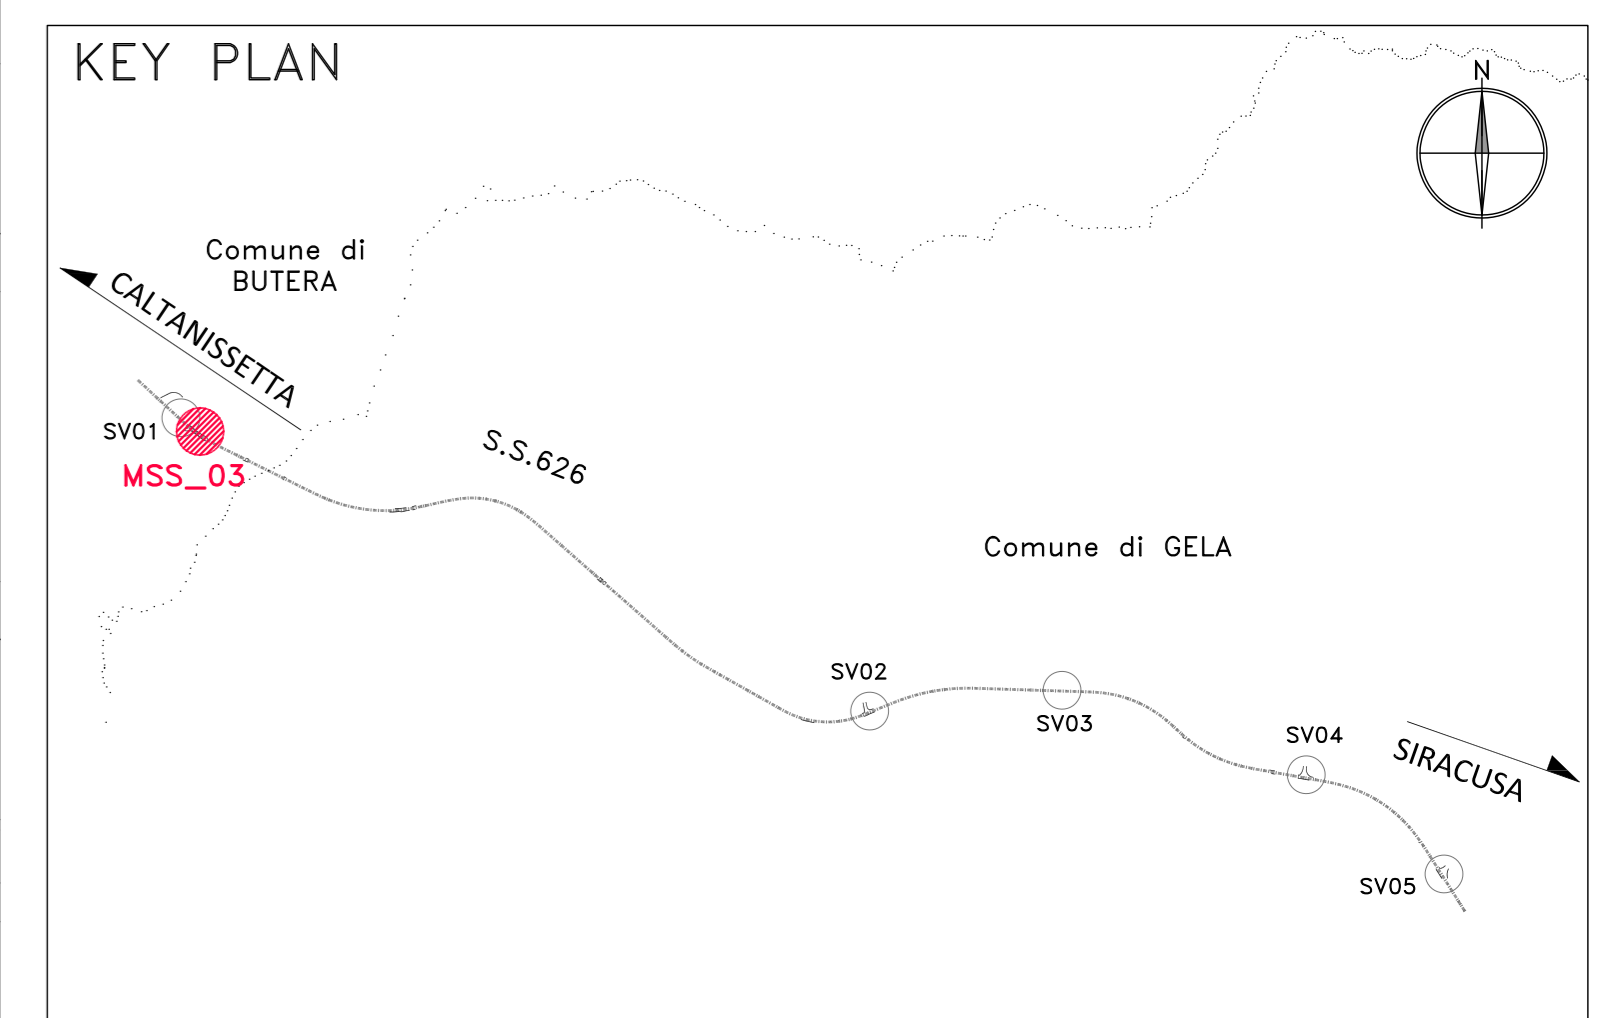 KEY PLAN
N
Comune di
BUTERA
CALTANISSETTA
SV01
MSS_03
S.S.626
Comune di GELA
SV02
SV03
SV04
SIRACUSA
SV05